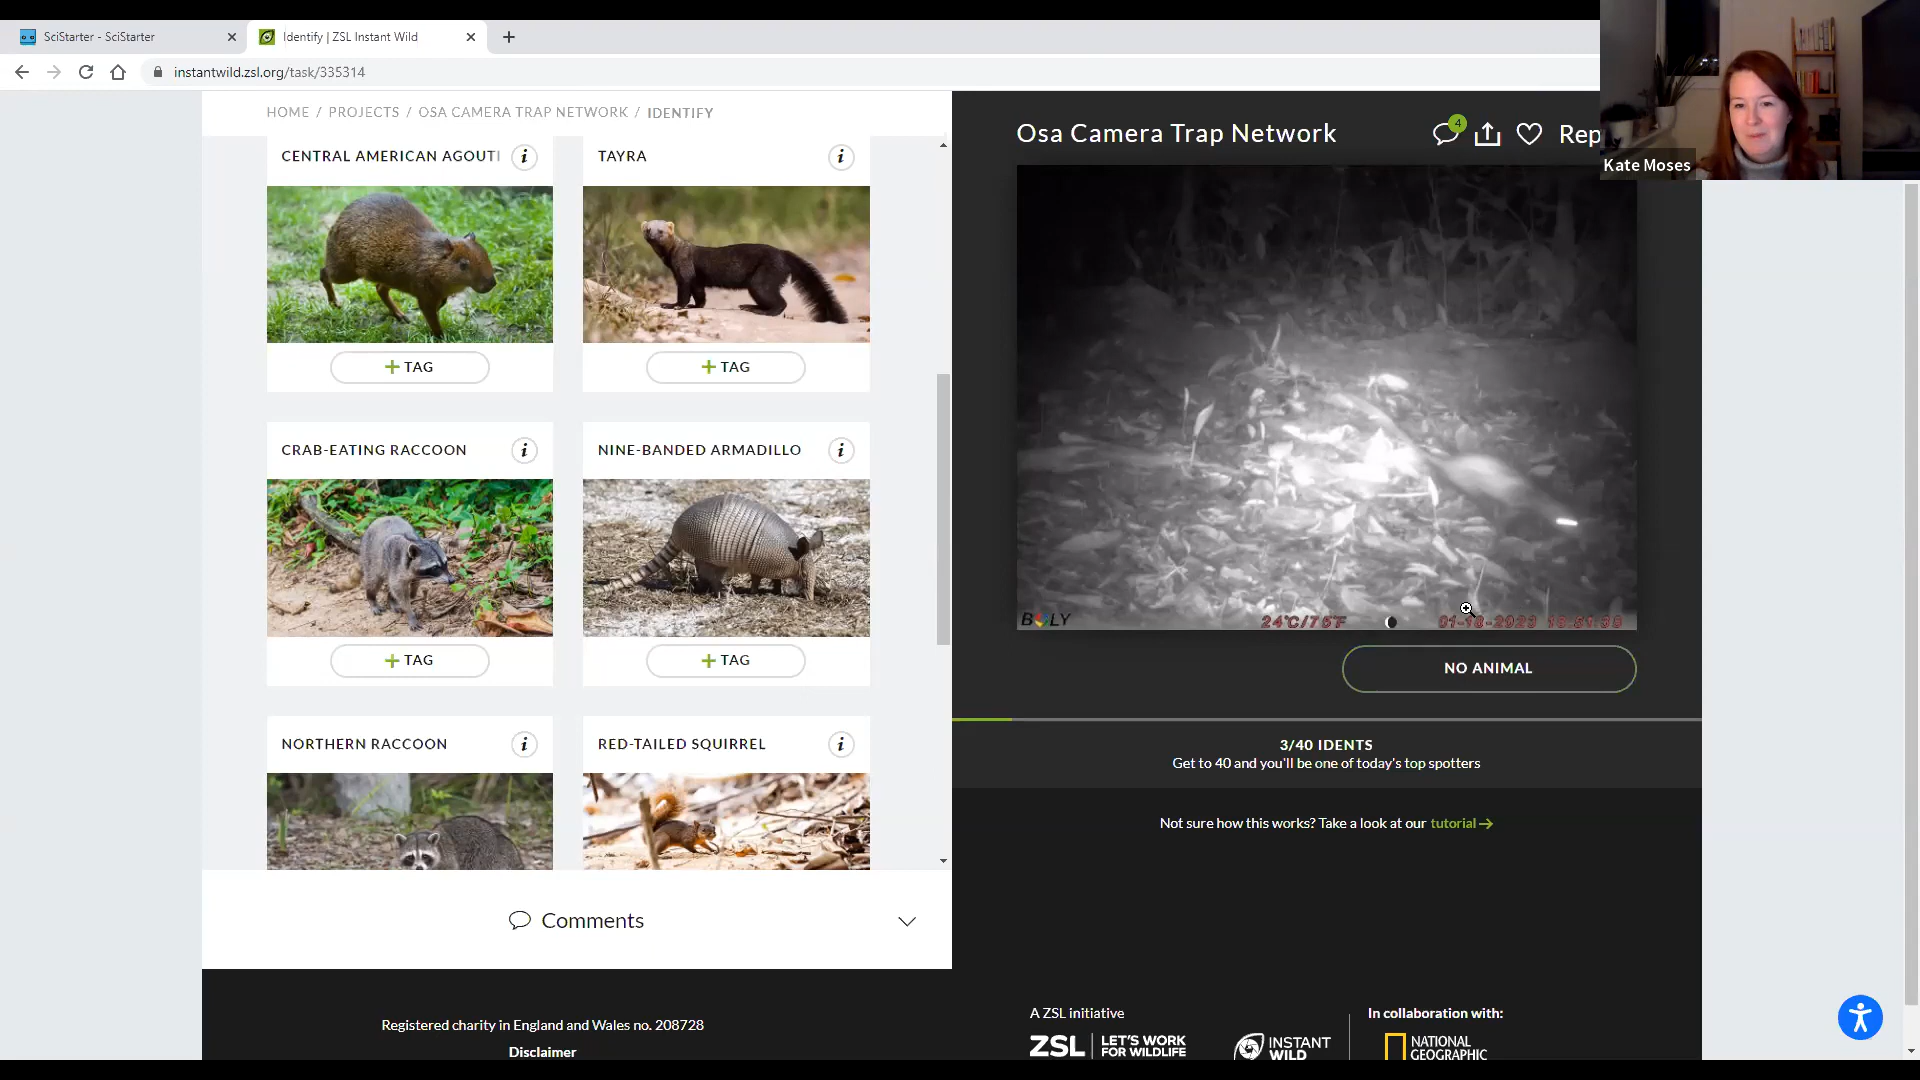 SciStarter - SciStarter
Identify | ZSL Instant Wild
instantwild.zsl.org/task/335314
HOME / PROJECTS / OSA CAMERA TRAP NETWORK / IDENTIFY
CENTRAL AMERICAN AGOUTI
TAYRA
+ TAG
+ TAG
CRAB-EATING RACCOON
NINE-BANDED ARMADILLO
+ TAG
+ TAG
NORTHERN RACCOON
RED-TAILED SQUIRREL
Comments
Registered charity in England and Wales no. 208728
Disclaimer
Osa Camera Trap Network
4
Rep
Kate Moses
BOLY
24°C/75°F
01-18-2023
NO ANIMAL
3/40 IDENTS
Get to 40 and you'll be one of today's top spotters
Not sure how this works? Take a look at our tutorial →
A ZSL initiative
ZSL | LET'S WORK
FOR WILDLIFE
INSTANT
WILD
In collaboration with:
NATIONAL
GEOGRAPHIC